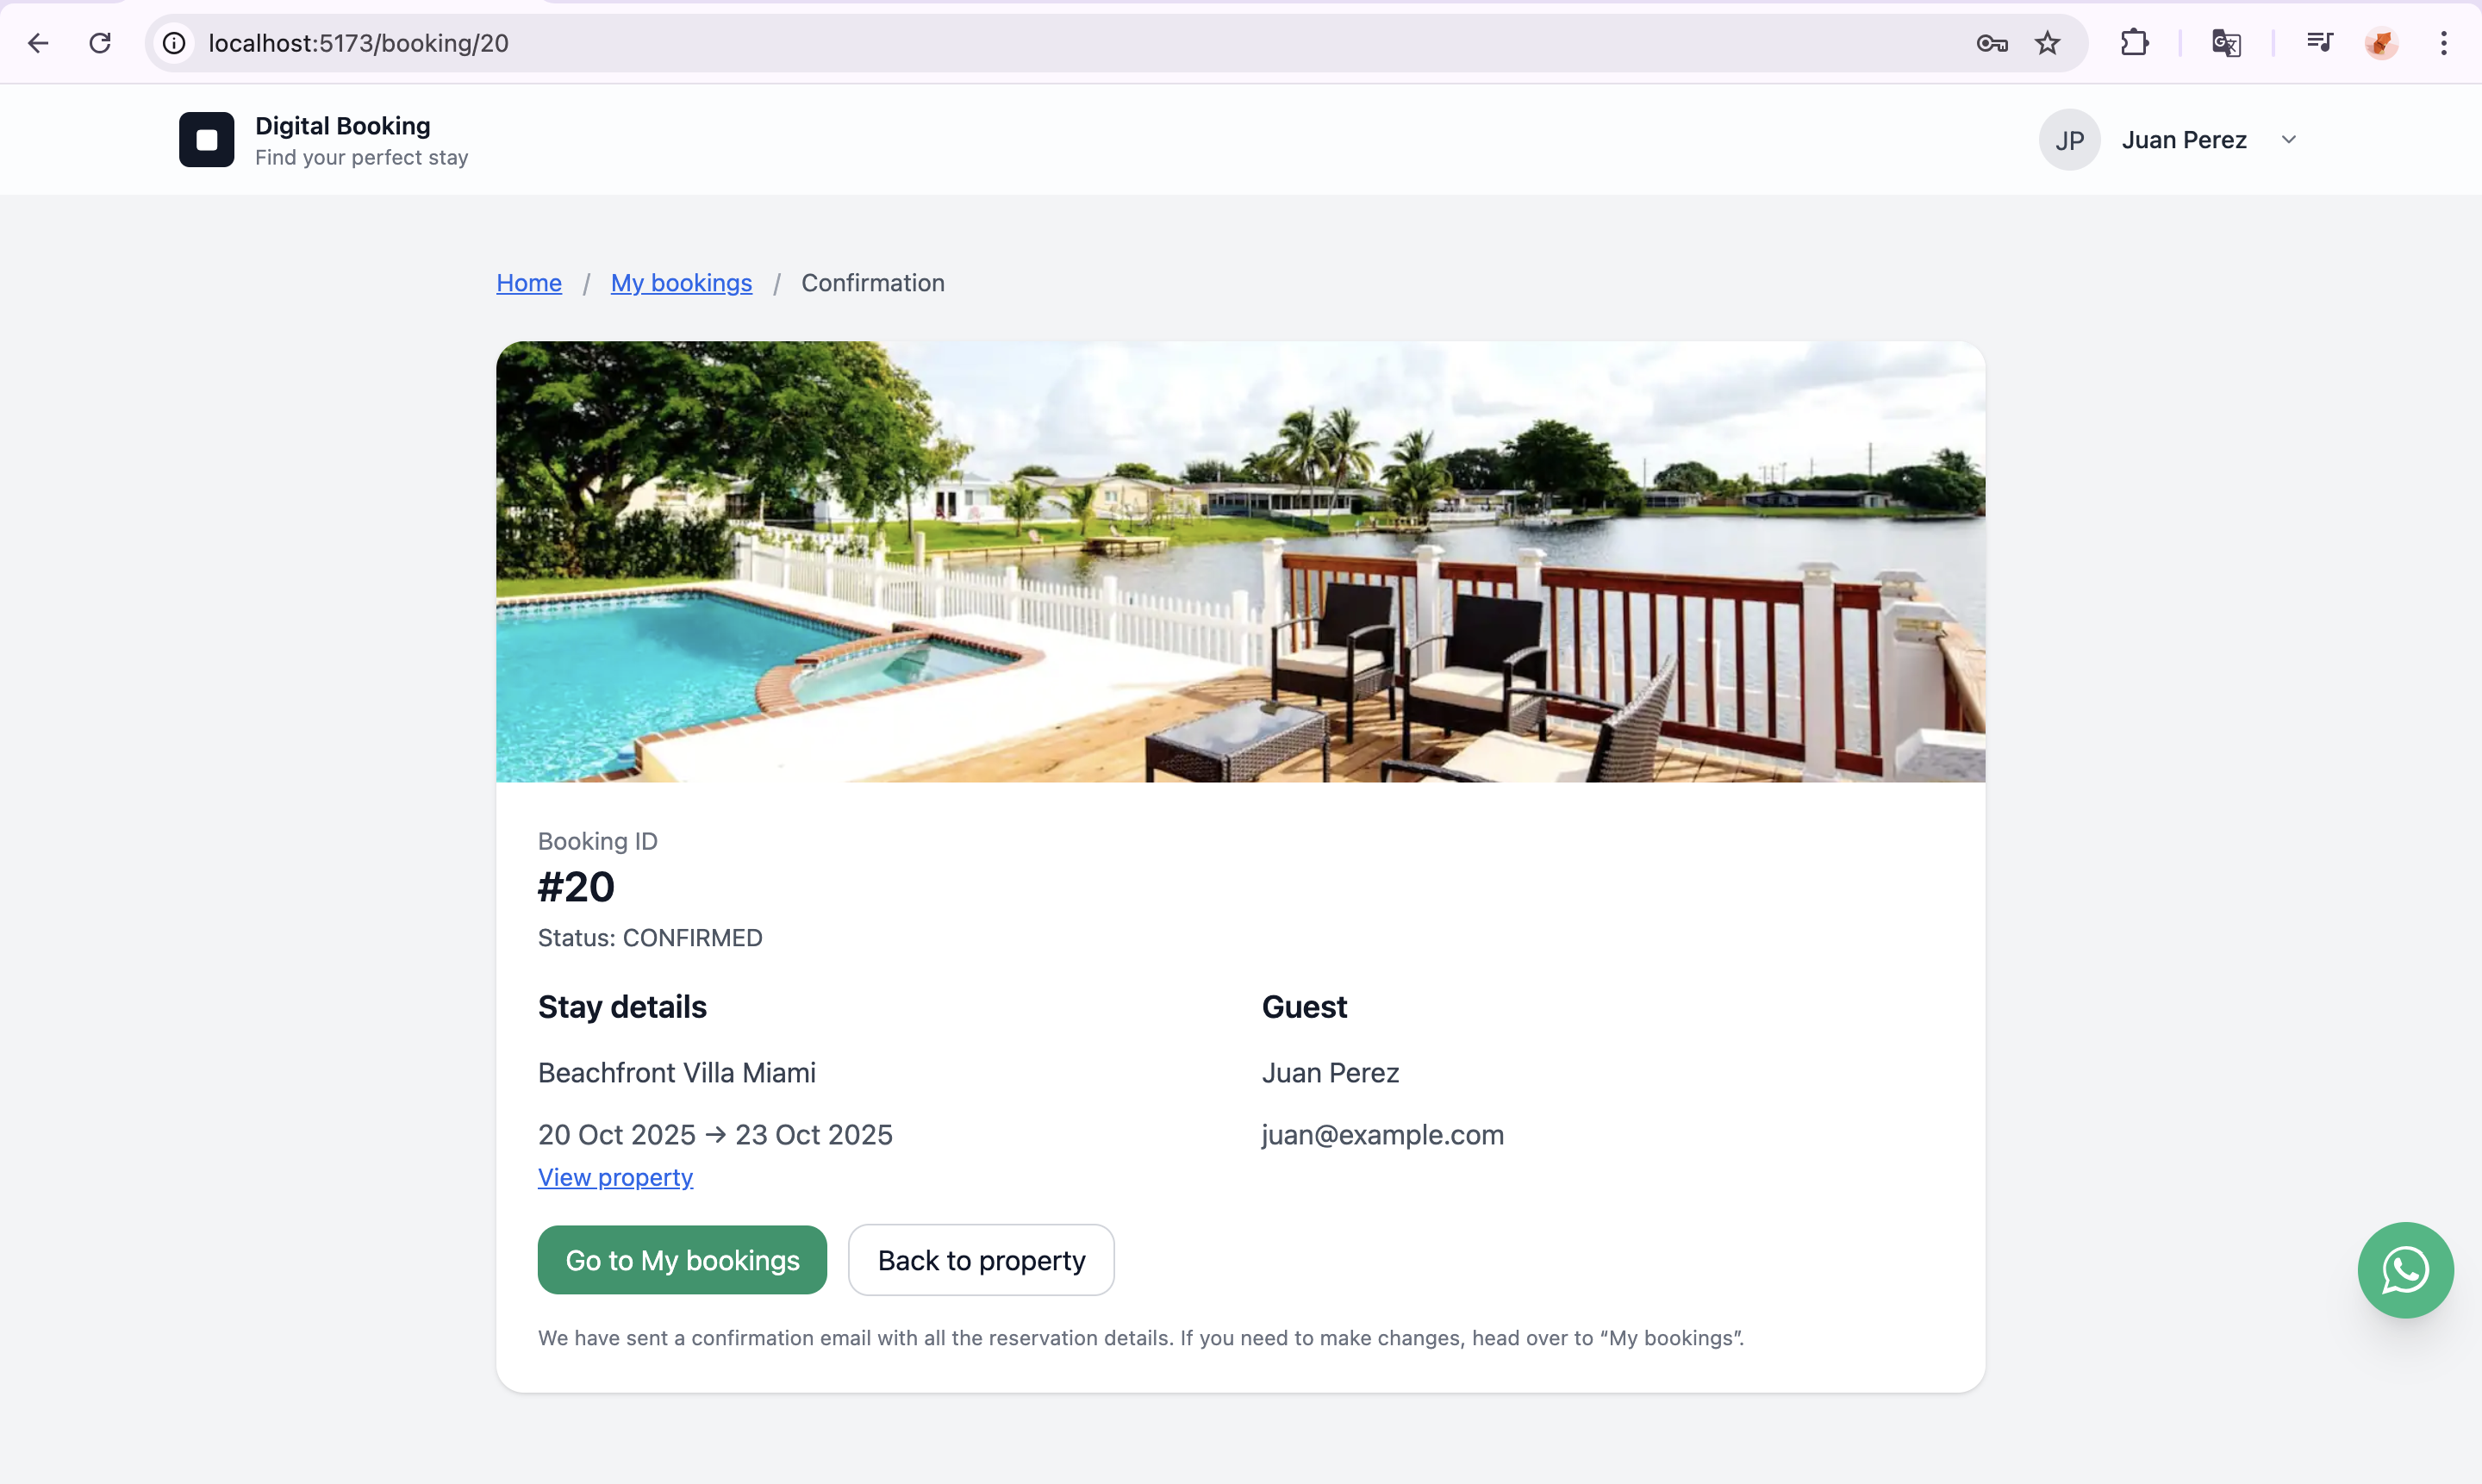 localhost:5173/booking/20
Digital Booking
Find your perfect stay
JP Juan Perez
Home / My bookings / Confirmation
Booking ID
#20
Status: CONFIRMED
Stay details
Beachfront Villa Miami
20 Oct 2025 → 23 Oct 2025
View property
Guest
Juan Perez
juan@example.com
Go to My bookings
Back to property
We have sent a confirmation email with all the reservation details. If you need to make changes, head over to “My bookings”.